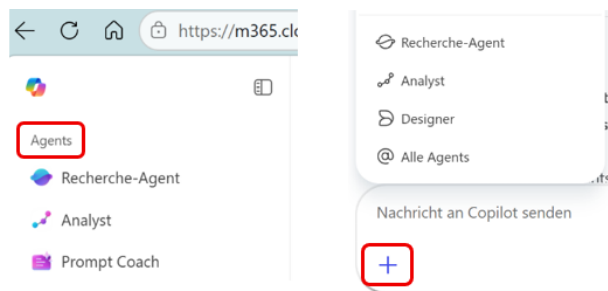 https://m365.clo
Agents
Recherche-Agent
Analyst
Prompt Coach
Recherche-Agent
Analyst
Designer
Alle Agents
Nachricht an Copilot senden